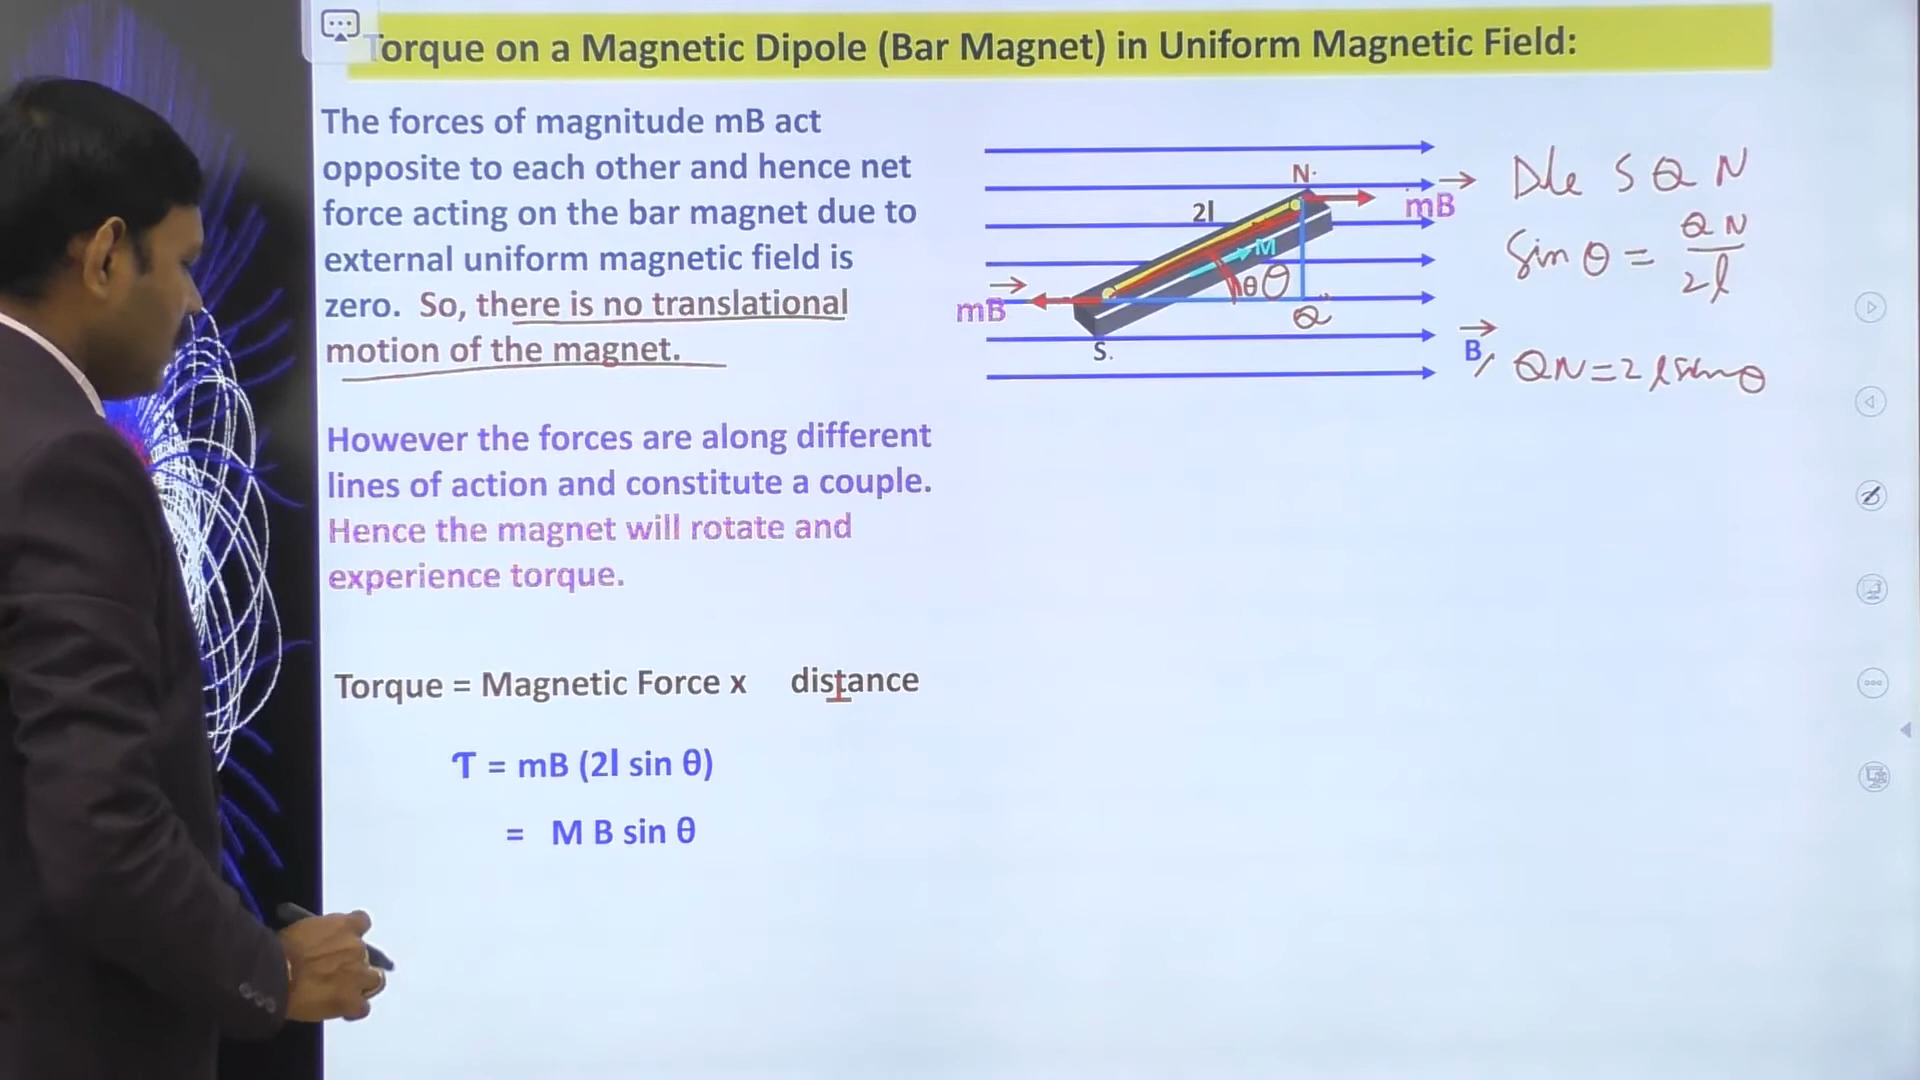 Torque on a Magnetic Dipole (Bar Magnet) in Uniform Magnetic Field:
The forces of magnitude mB act
opposite to each other and hence net
force acting on the bar magnet due to
external uniform magnetic field is
zero. So, there is no translational
motion of the magnet.
However the forces are along different
lines of action and constitute a couple.
Hence the magnet will rotate and
experience torque.
Torque = Magnetic Force x distance
T = mB (2l sin θ)
= M B sin θ
N
2l
mB
M
θ θ
mB
Q
S
B
Dle S Q N
Sin θ = QN/2l
QN = 2l sin θ